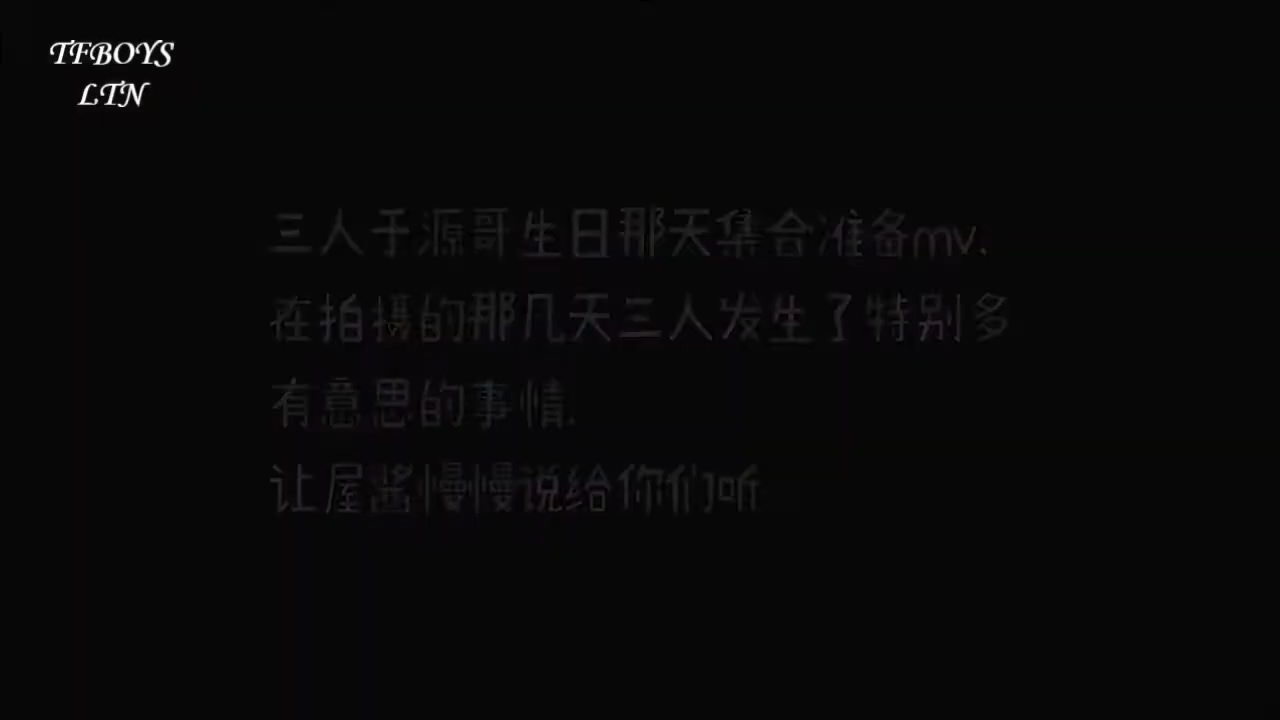 TFBOYS
LTN
三人于源哥生日那天集合准备mv.
在拍摄的那几天三人发生了特别多
有意思的事情.
让屋酱慢慢说给你们听